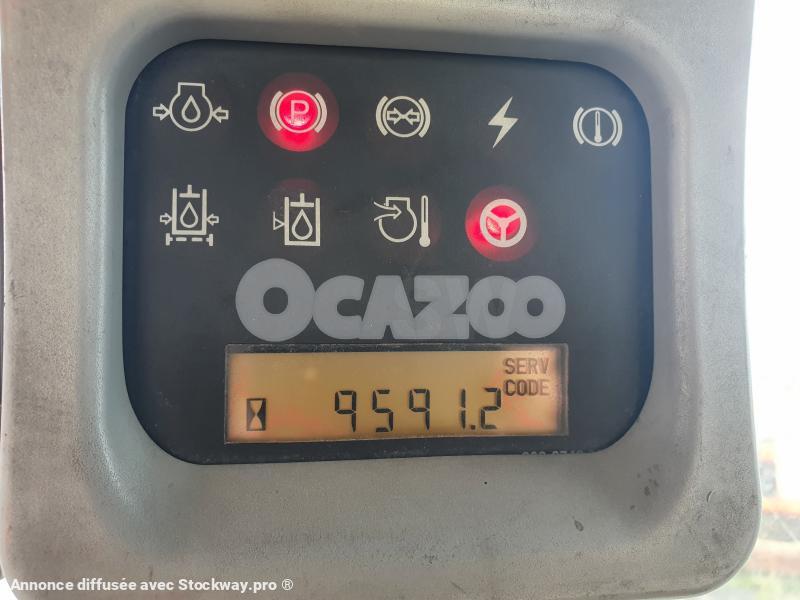 P
OCAZOO
SERV
CODE
9591.2
Annonce diffusée avec Stockway.pro ®